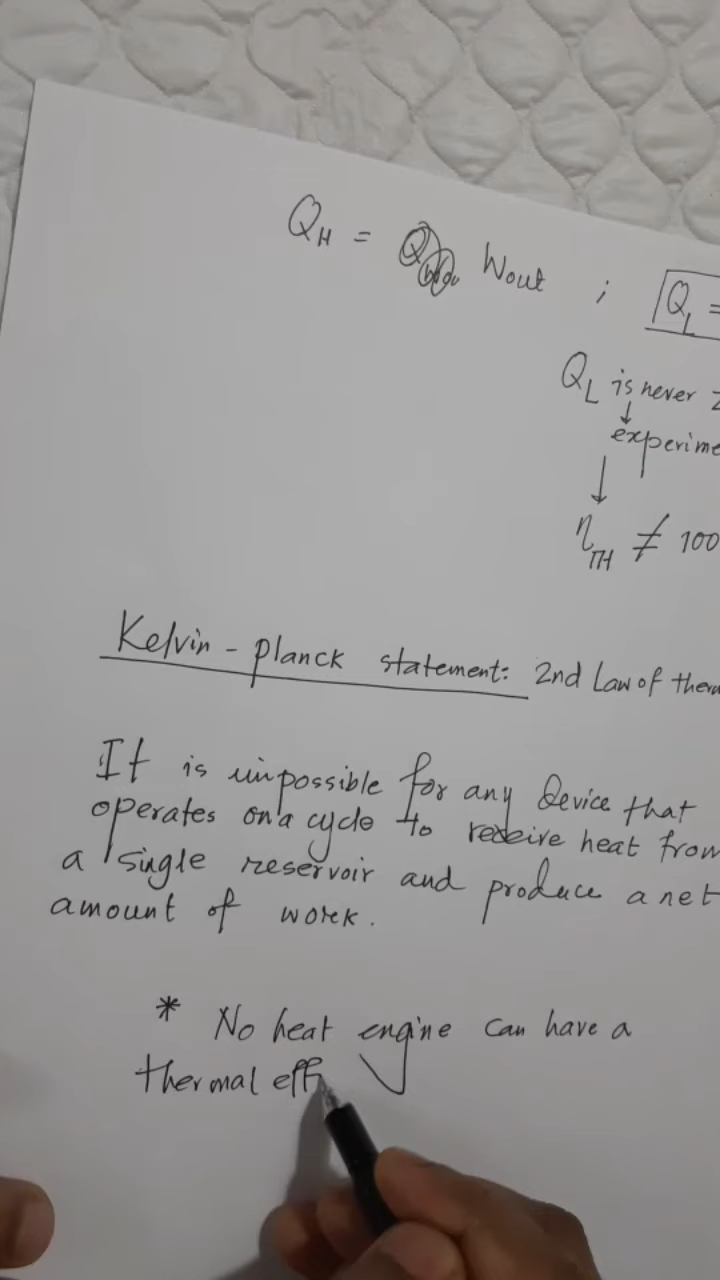 QH = Wout ; QL =
QL is never
↓
experime
↓
ηTH ≠ 100
Kelvin - Planck statement: 2nd Law of therm
It is impossible for any device that
operates on a cycle to receive heat from
a single reservoir and produce a net
amount of work.
* No heat engine can have a
thermal eff